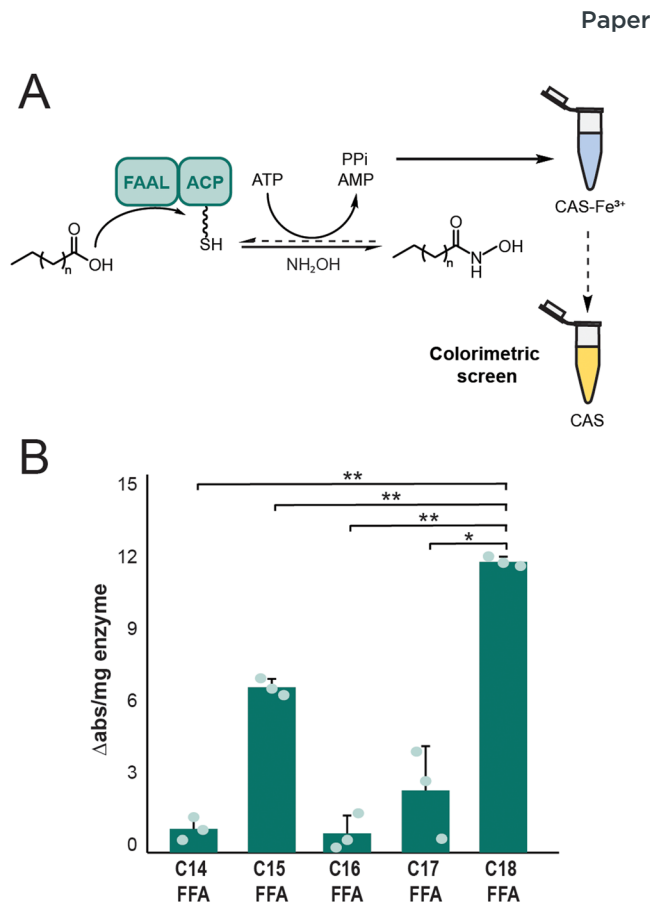 Paper
A
FAAL ACP
ATP
PPi
AMP
CAS-Fe³⁺
O
OH
n
SH
NH₂OH
O
OH
N
H
n
Colorimetric
screen
CAS
B
Δabs/mg enzyme
15
12
9
6
3
0
**
**
**
*
C14 C15 C16 C17 C18
FFA FFA FFA FFA FFA